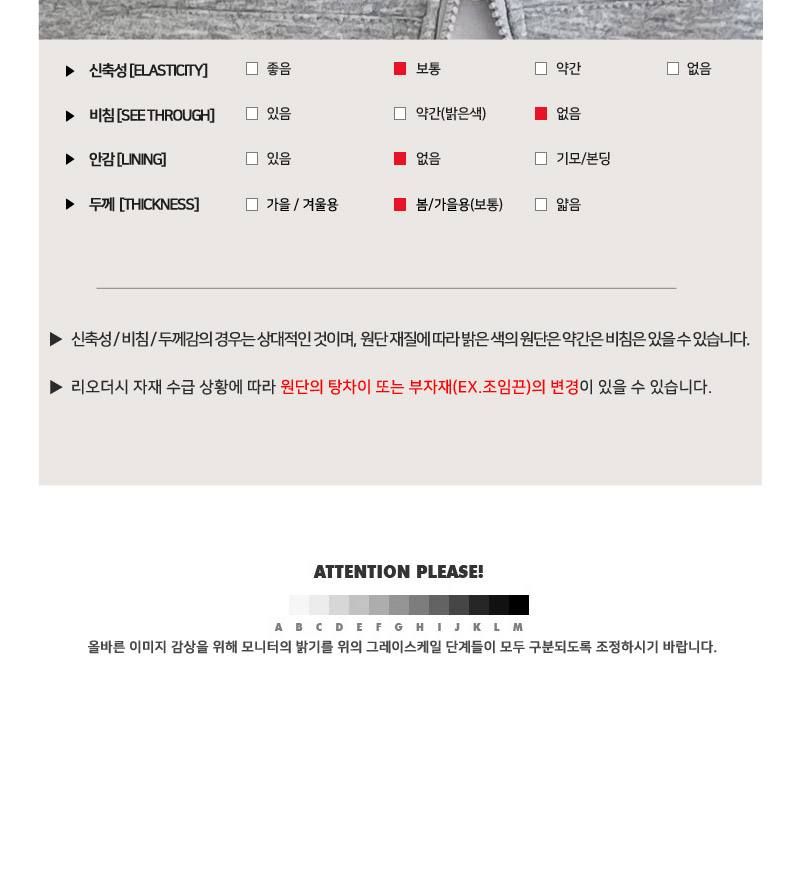 ▶ 신축성 [ELASTICITY] □ 좋음 ■ 보통 □ 약간 □ 없음
▶ 비침 [SEE THROUGH] □ 있음 □ 약간(밝은색) ■ 없음
▶ 안감 [LINING] □ 있음 ■ 없음 □ 기모/본딩
▶ 두께 [THICKNESS] □ 가을 / 겨울용 ■ 봄/가을용(보통) □ 얇음
▶ 신축성 / 비침 / 두께감의 경우는 상대적인 것이며, 원단 재질에 따라 밝은 색의 원단은 약간은 비침은 있을 수 있습니다.
▶ 리오더시 자재 수급 상황에 따라 원단의 탕차이 또는 부자재(EX.조임끈)의 변경이 있을 수 있습니다.
ATTENTION PLEASE!
A B C D E F G H I J K L M
올바른 이미지 감상을 위해 모니터의 밝기를 위의 그레이스케일 단계들이 모두 구분되도록 조정하시기 바랍니다.